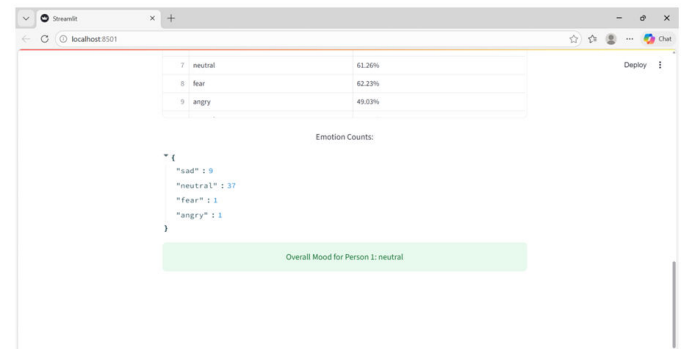 Streamlit
localhost:8501
Chat
Deploy
7 neutral 61.26%
8 fear 62.23%
9 angry 49.03%
Emotion Counts:
{
"sad" : 9
"neutral" : 37
"fear" : 1
"angry" : 1
}
Overall Mood for Person 1: neutral